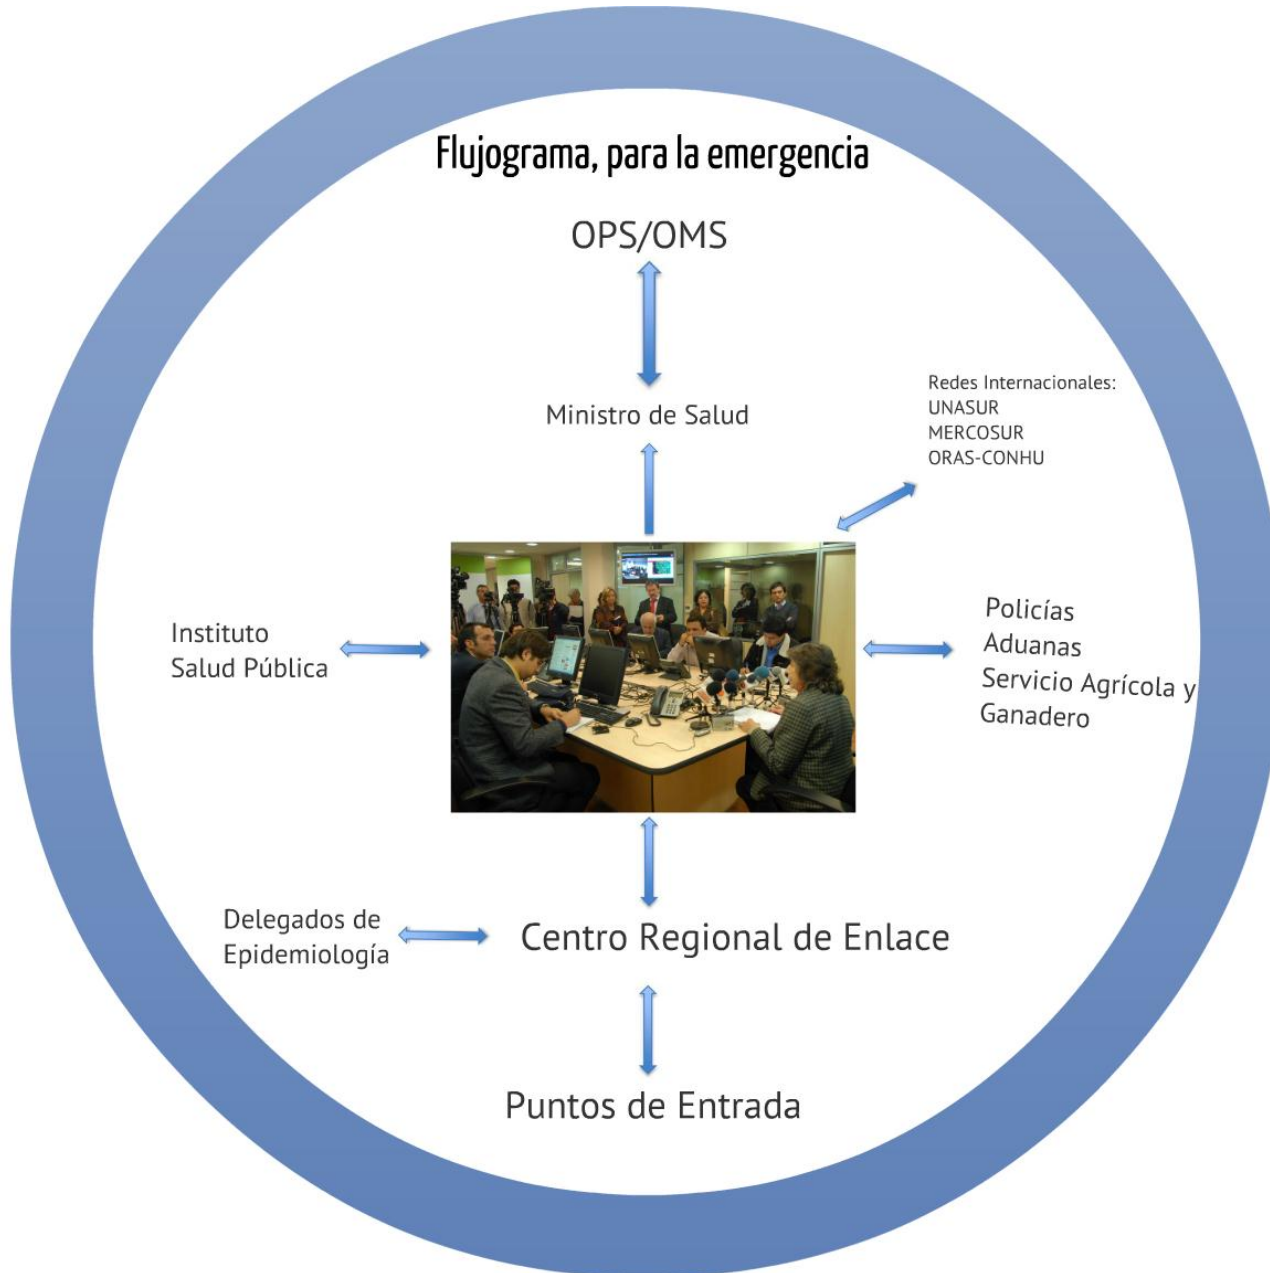 Flujograma, para la emergencia
OPS/OMS
Redes Internacionales:
UNASUR
MERCOSUR
ORAS-CONHU
Ministro de Salud
Instituto
Salud Pública
Policías
Aduanas
Servicio Agrícola y
Ganadero
Delegados de
Epidemiología
Centro Regional de Enlace
Puntos de Entrada